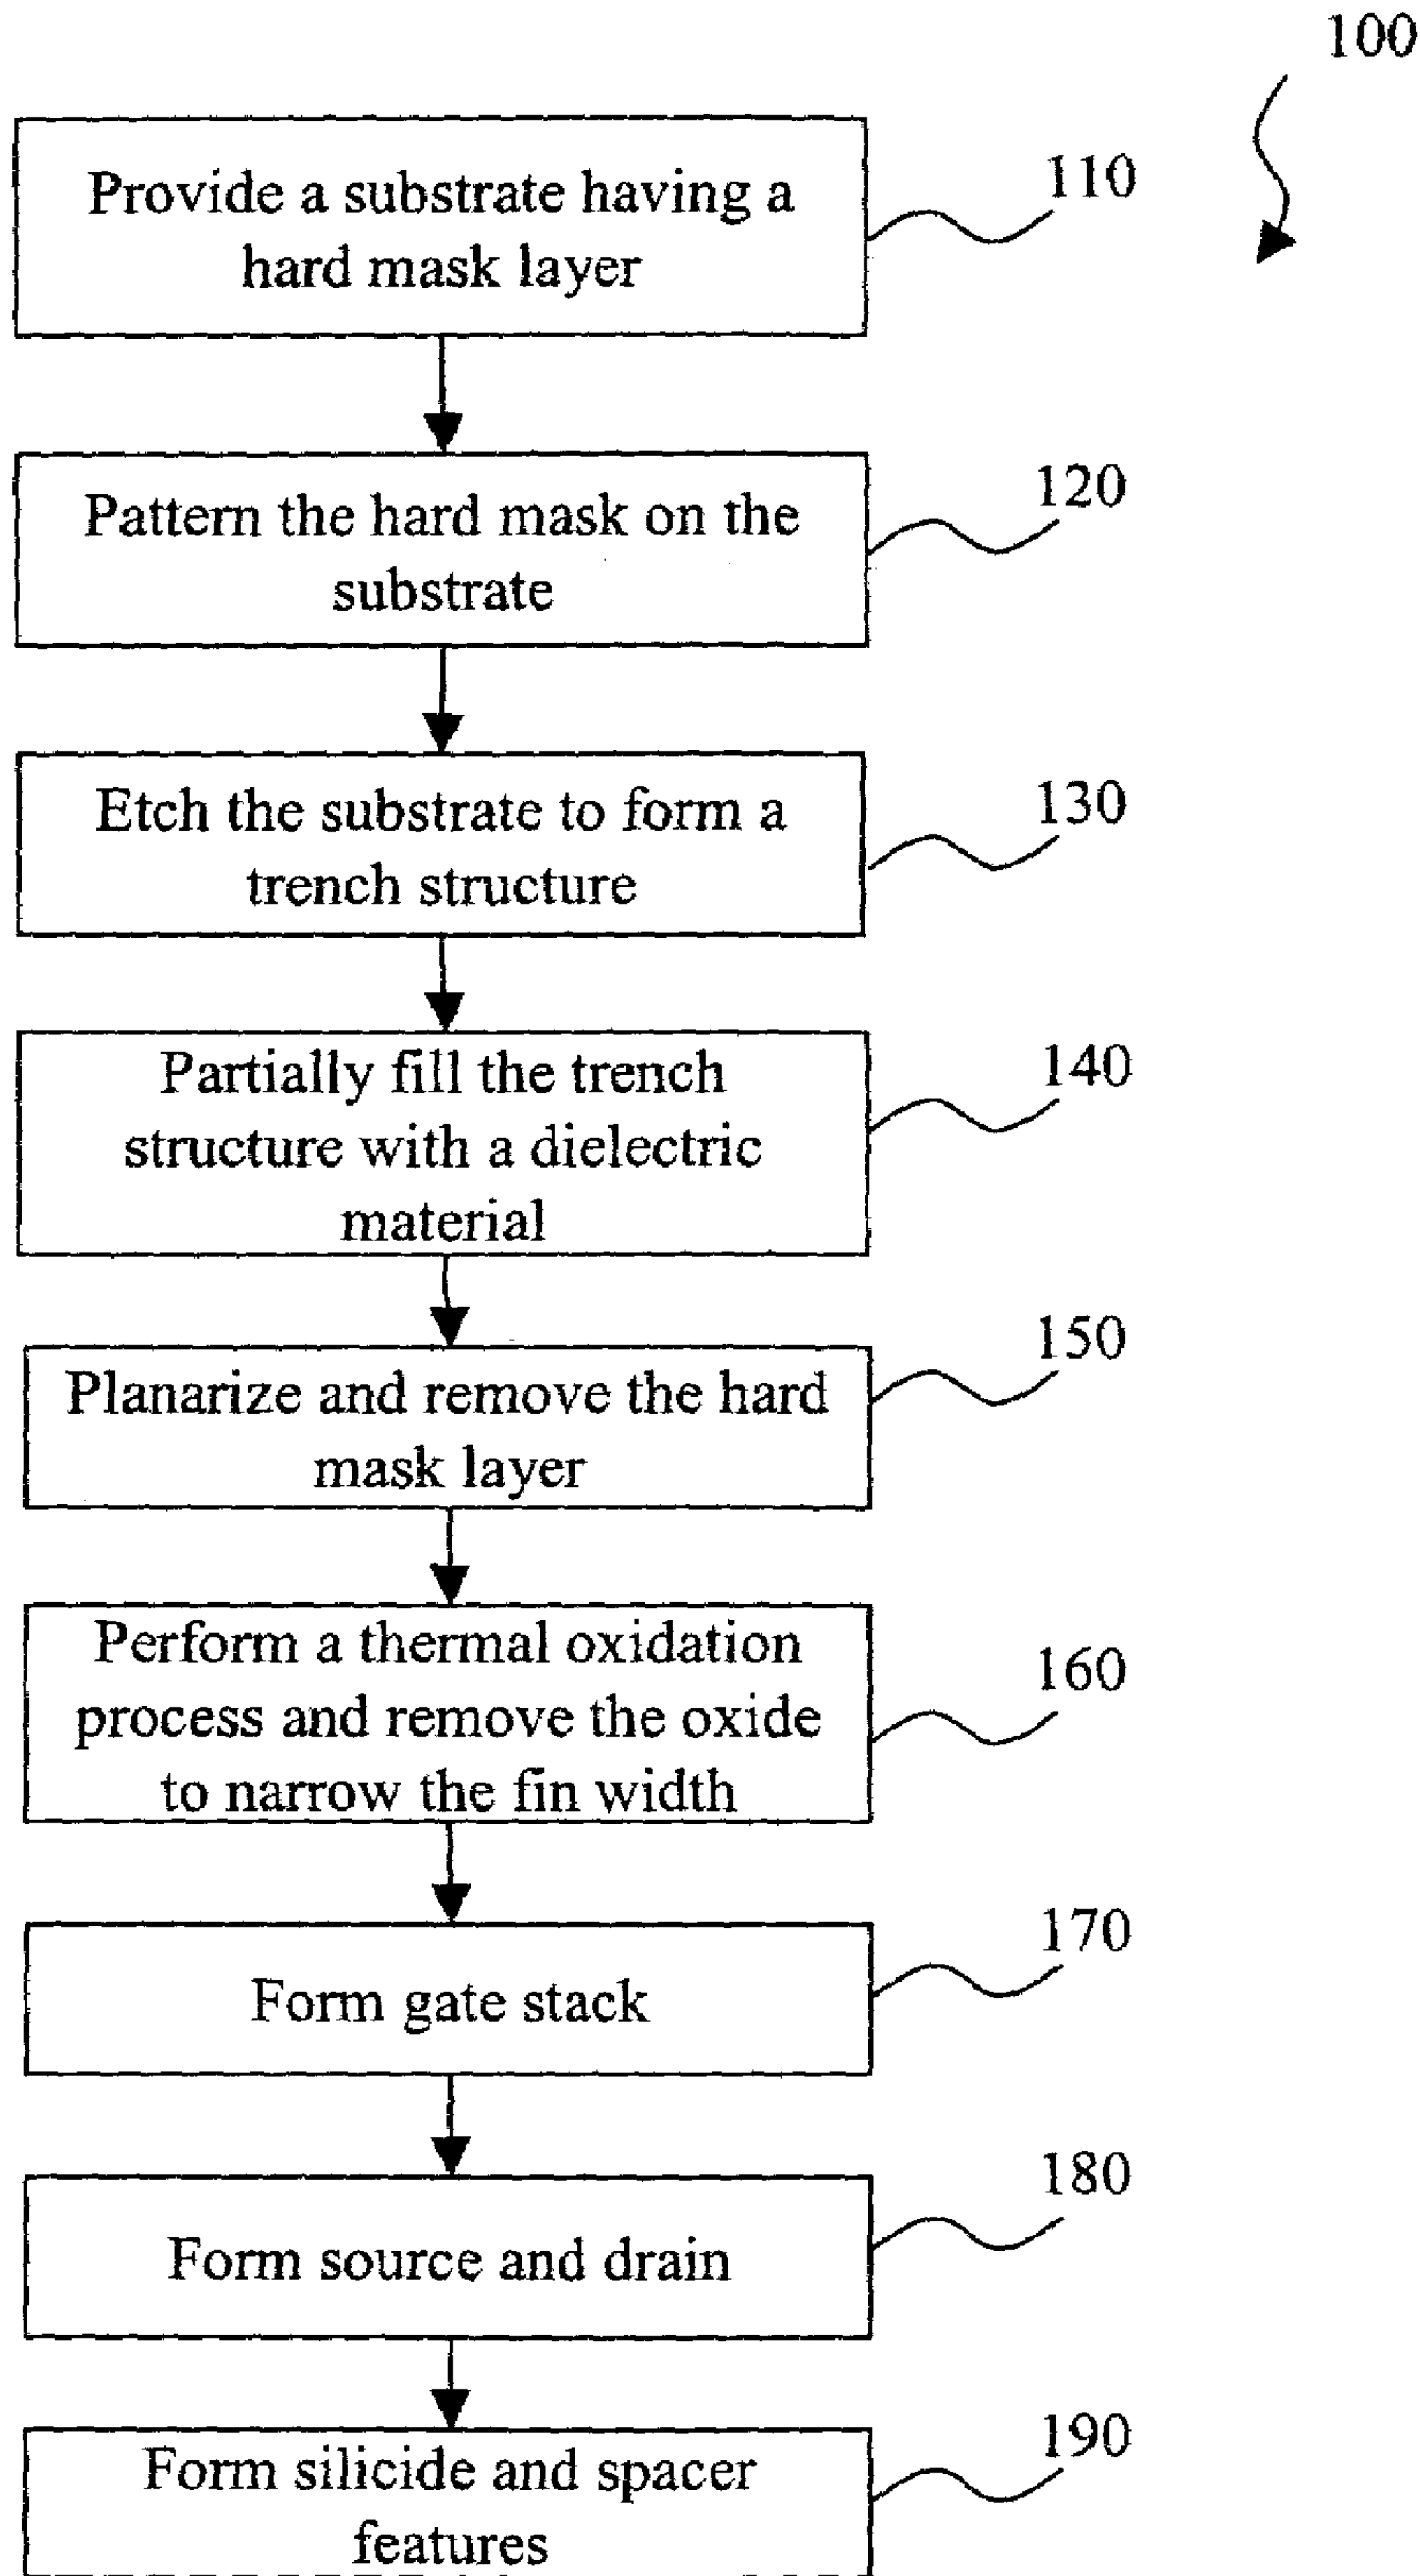 100
Provide a substrate having a
hard mask layer
110
Pattern the hard mask on the
substrate
120
Etch the substrate to form a
trench structure
130
Partially fill the trench
structure with a dielectric
material
140
Planarize and remove the hard
mask layer
150
Perform a thermal oxidation
process and remove the oxide
to narrow the fin width
160
Form gate stack
170
Form source and drain
180
Form silicide and spacer
features
190